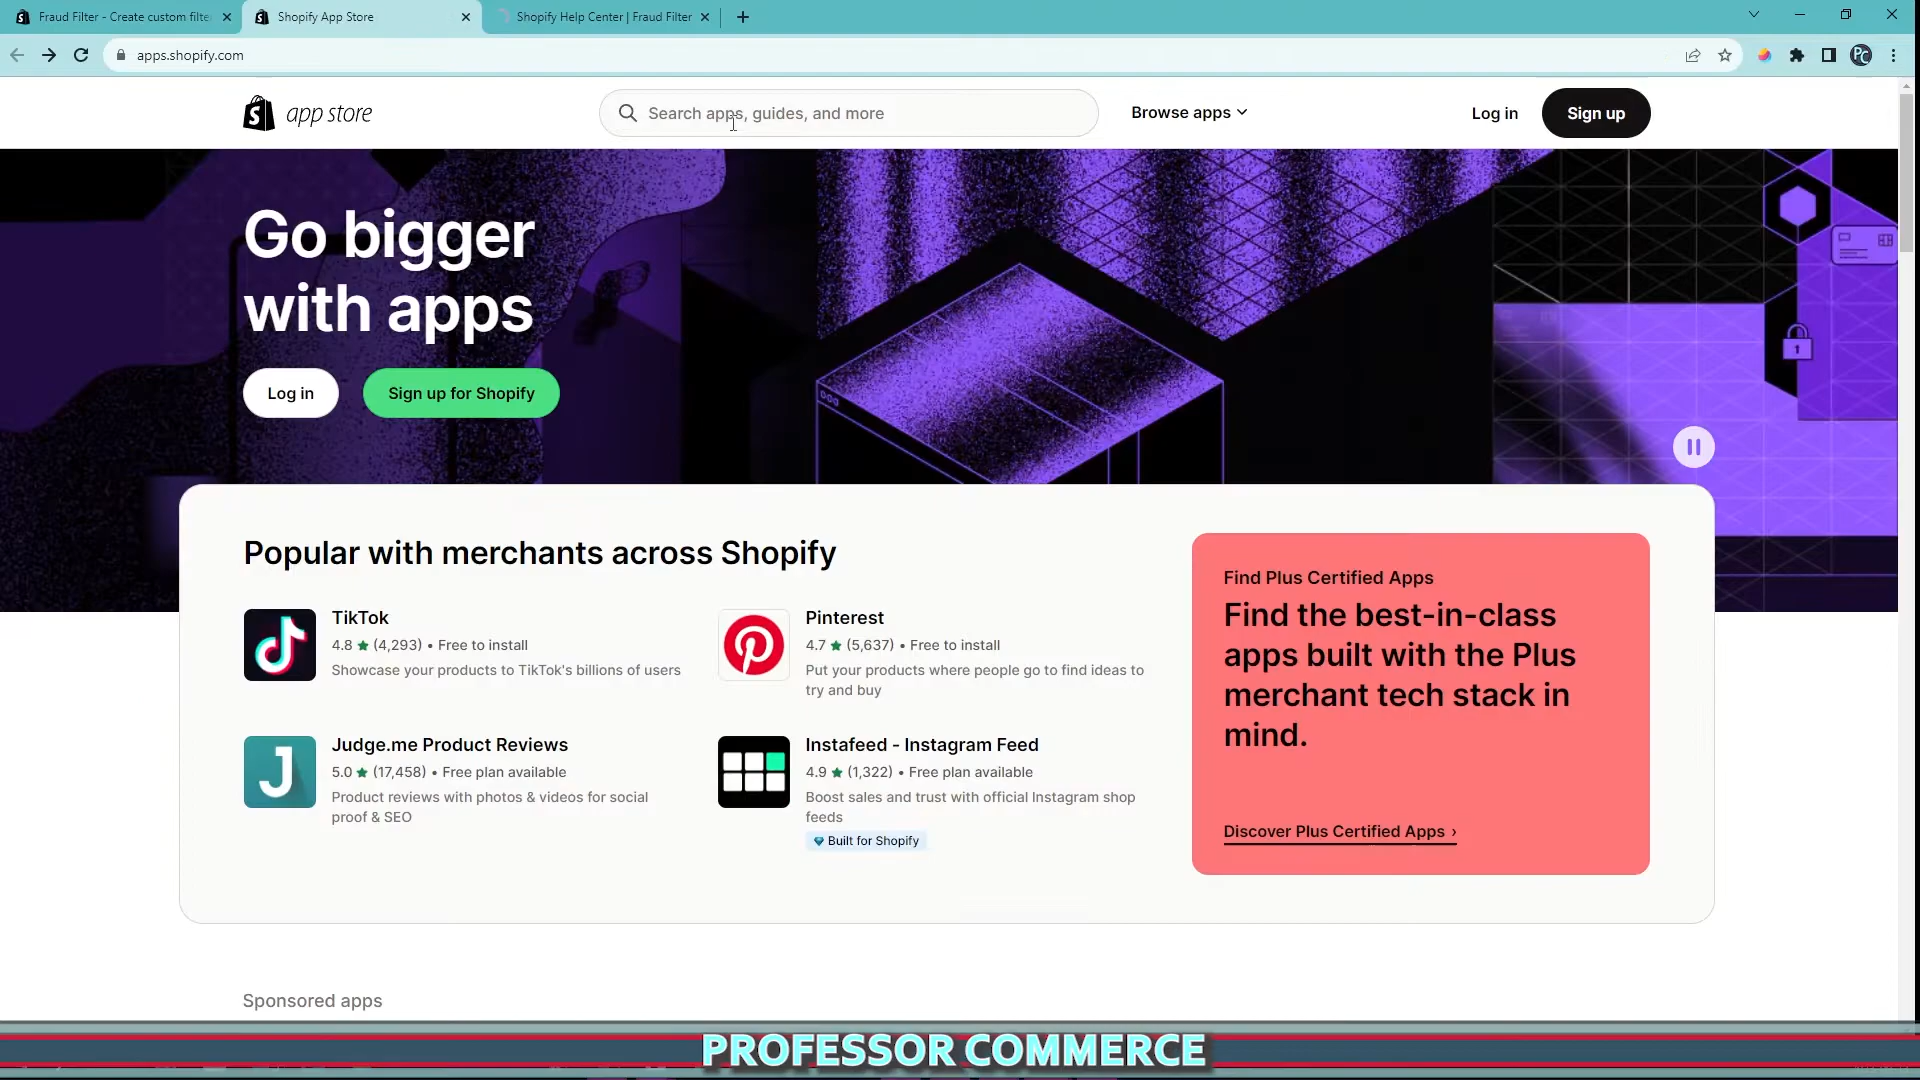 Fraud Filter - Create custom filte
Shopify App Store
Shopify Help Center | Fraud Filter
apps.shopify.com
PC
app store
Search apps, guides, and more
Browse apps
Log in
Sign up
Go bigger
with apps
Log in
Sign up for Shopify
Popular with merchants across Shopify
TikTok
4.8 ★ (4,293) • Free to install
Showcase your products to TikTok's billions of users
Pinterest
4.7 ★ (5,637) • Free to install
Put your products where people go to find ideas to
try and buy
Judge.me Product Reviews
5.0 ★ (17,458) • Free plan available
Product reviews with photos & videos for social
proof & SEO
Instafeed - Instagram Feed
4.9 ★ (1,322) • Free plan available
Boost sales and trust with official Instagram shop
feeds
Built for Shopify
Find Plus Certified Apps
Find the best-in-class
apps built with the Plus
merchant tech stack in
mind.
Discover Plus Certified Apps ›
Sponsored apps
PROFESSOR COMMERCE